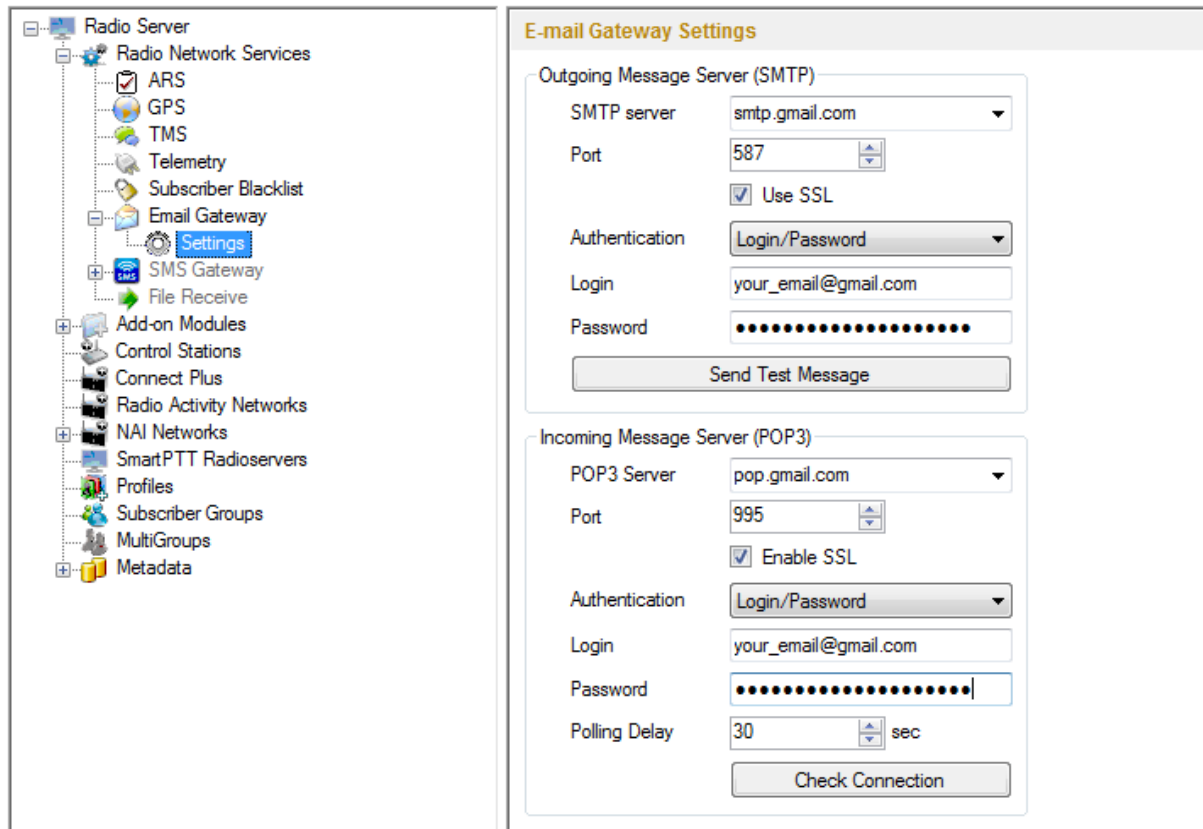 Radio Server
Radio Network Services
ARS
GPS
TMS
Telemetry
Subscriber Blacklist
Email Gateway
Settings
SMS Gateway
File Receive
Add-on Modules
Control Stations
Connect Plus
Radio Activity Networks
NAI Networks
SmartPTT Radioservers
Profiles
Subscriber Groups
MultiGroups
Metadata
E-mail Gateway Settings
Outgoing Message Server (SMTP)
SMTP server smtp.gmail.com
Port 587
Use SSL
Authentication Login/Password
Login your_email@gmail.com
Password ●●●●●●●●●●●●●●●●●●●●
Send Test Message
Incoming Message Server (POP3)
POP3 Server pop.gmail.com
Port 995
Enable SSL
Authentication Login/Password
Login your_email@gmail.com
Password ●●●●●●●●●●●●●●●●●●●●
Polling Delay 30 sec
Check Connection